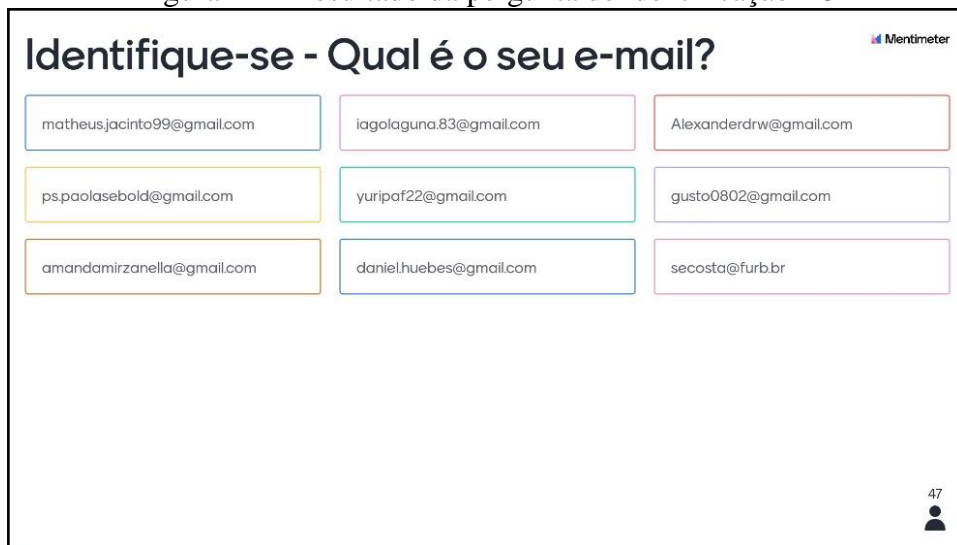 Identifique-se - Qual é o seu e-mail?
Mentimeter
matheus.jacinto99@gmail.com
iagolaguna.83@gmail.com
Alexanderdrw@gmail.com
ps.paolasebold@gmail.com
yuripaf22@gmail.com
gusto0802@gmail.com
amandamirzanella@gmail.com
daniel.huebes@gmail.com
secosta@furb.br
47